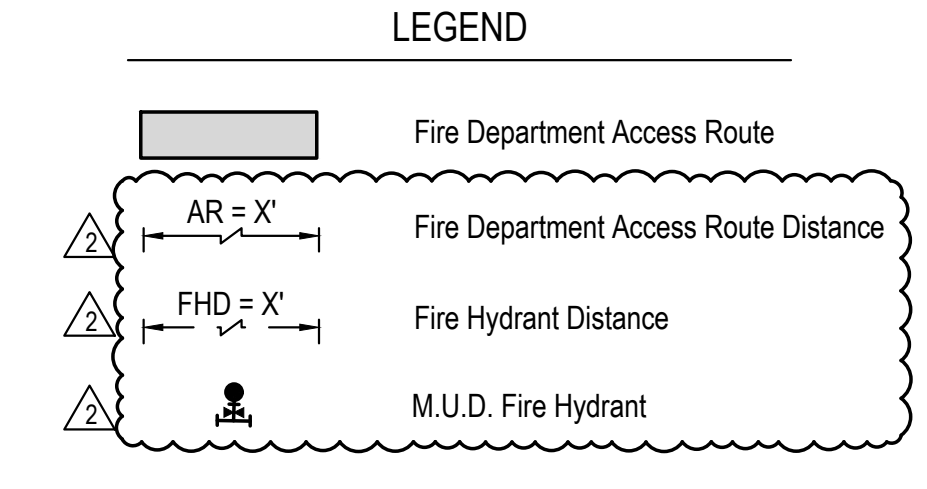 LEGEND
Fire Department Access Route
2 AR = X' Fire Department Access Route Distance
2 FHD = X' Fire Hydrant Distance
2 M.U.D. Fire Hydrant